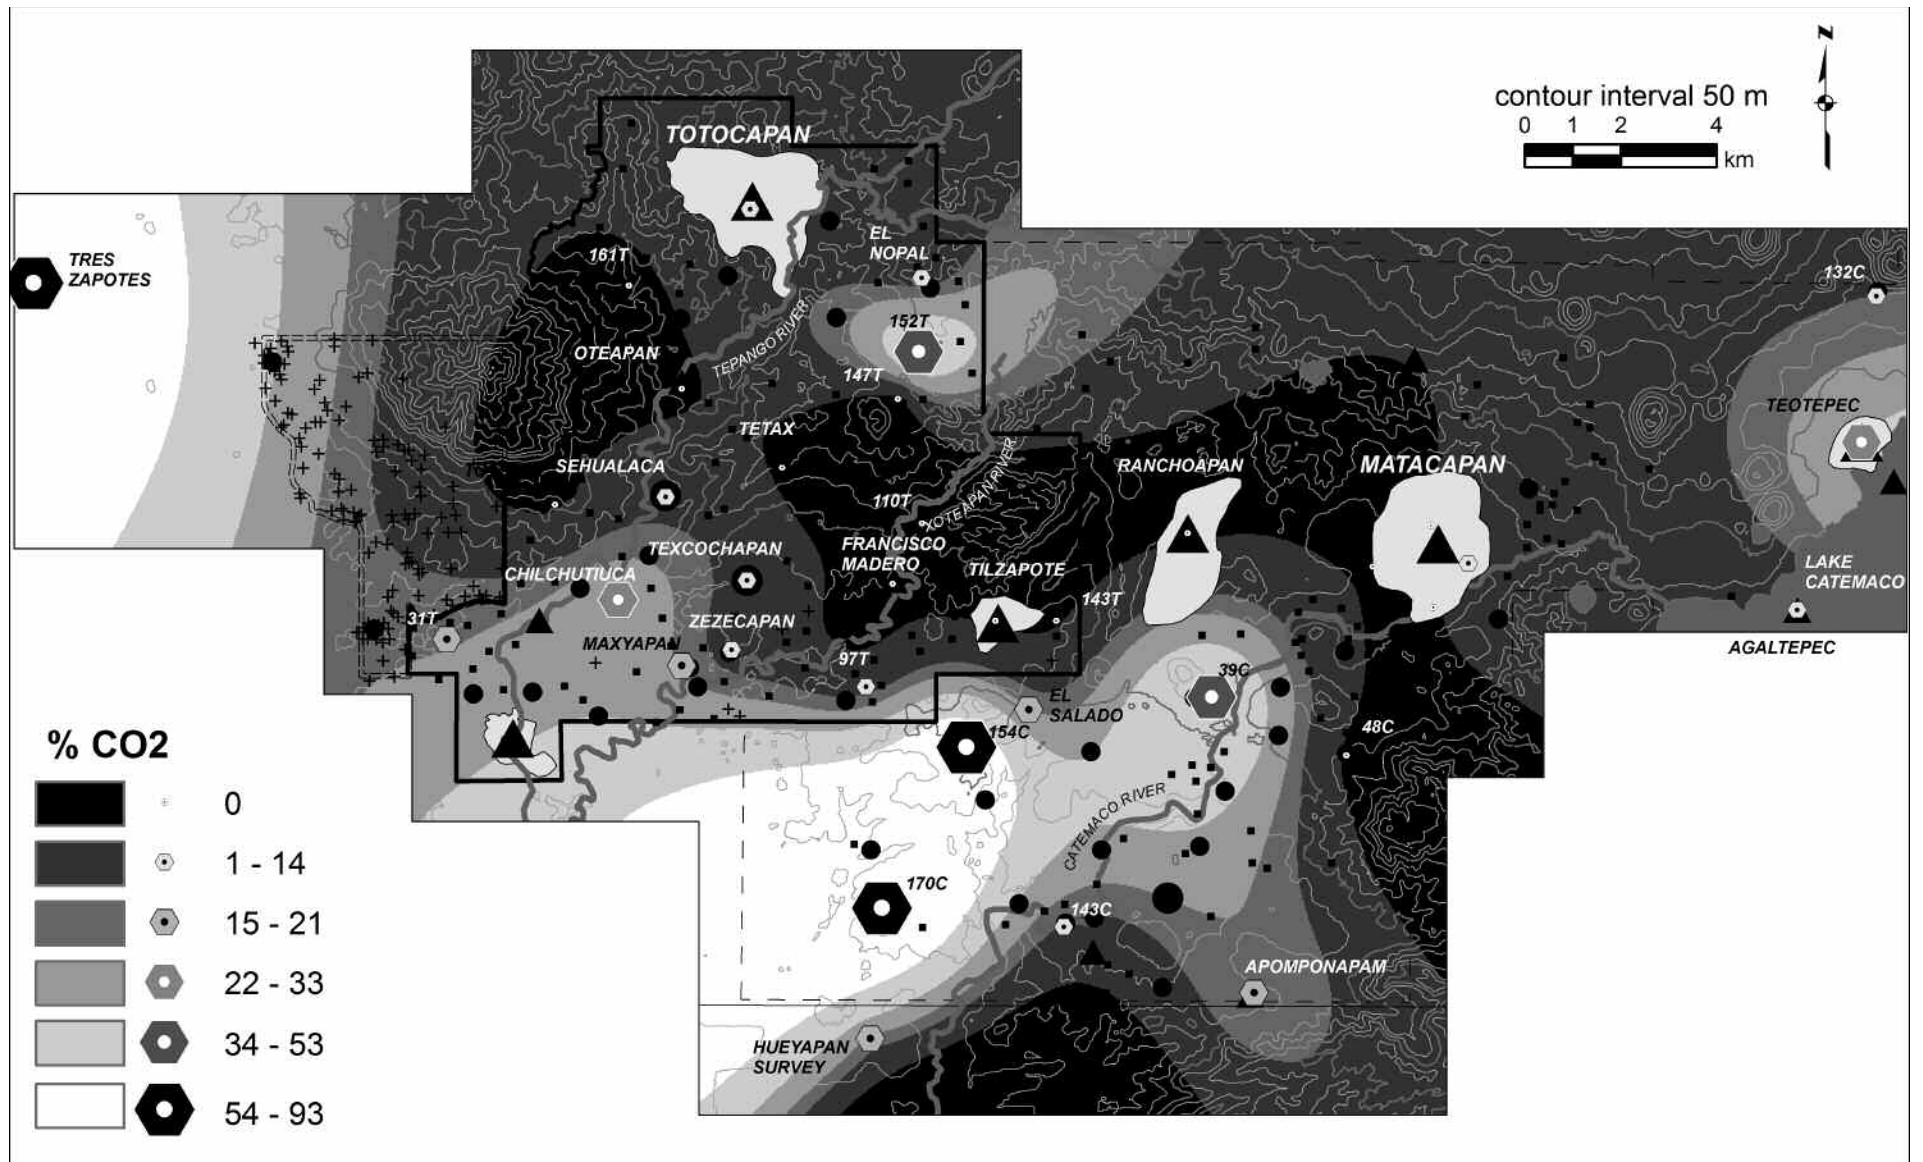 N
contour interval 50 m
0 1 2 4
km
TOTOCAPAN
TRES
ZAPOTES
EL
NOPAL
161T
132C
152T
TEPANGO RIVER
OTEAPAN
147T
TEOTEPEC
TETAX
SEHUALACA
RANCHOAPAN
MATACAPAN
110T
XOTEAPAN RIVER
TEXCOCHAPAN
FRANCISCO
MADERO
CHILCHUTIUCA
TILZAPOTE
LAKE
CATEMACO
31T
143T
ZEZECAPAN
MAXYAPAN
AGALTEPEC
97T
39C
EL
SALADO
154C
48C
% CO2
0
1 - 14
15 - 21
22 - 33
34 - 53
54 - 93
CATEMACO RIVER
170C
143C
APOMPONAPAM
HUEYAPAN
SURVEY